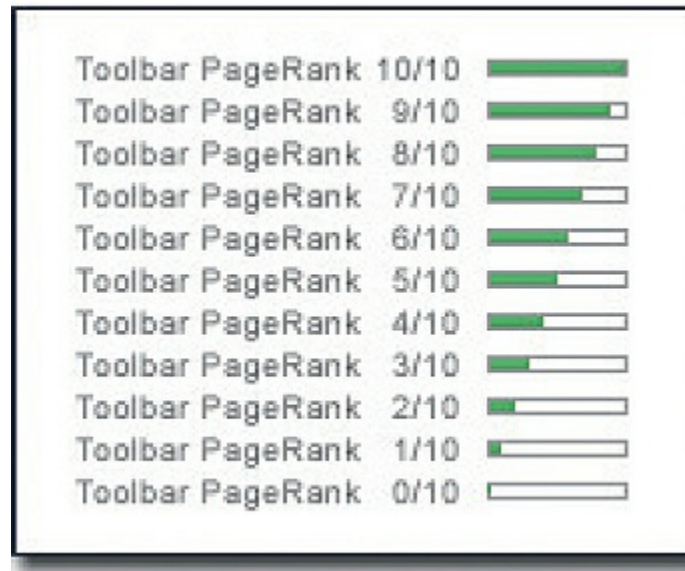 Toolbar PageRank 10/10
Toolbar PageRank 9/10
Toolbar PageRank 8/10
Toolbar PageRank 7/10
Toolbar PageRank 6/10
Toolbar PageRank 5/10
Toolbar PageRank 4/10
Toolbar PageRank 3/10
Toolbar PageRank 2/10
Toolbar PageRank 1/10
Toolbar PageRank 0/10